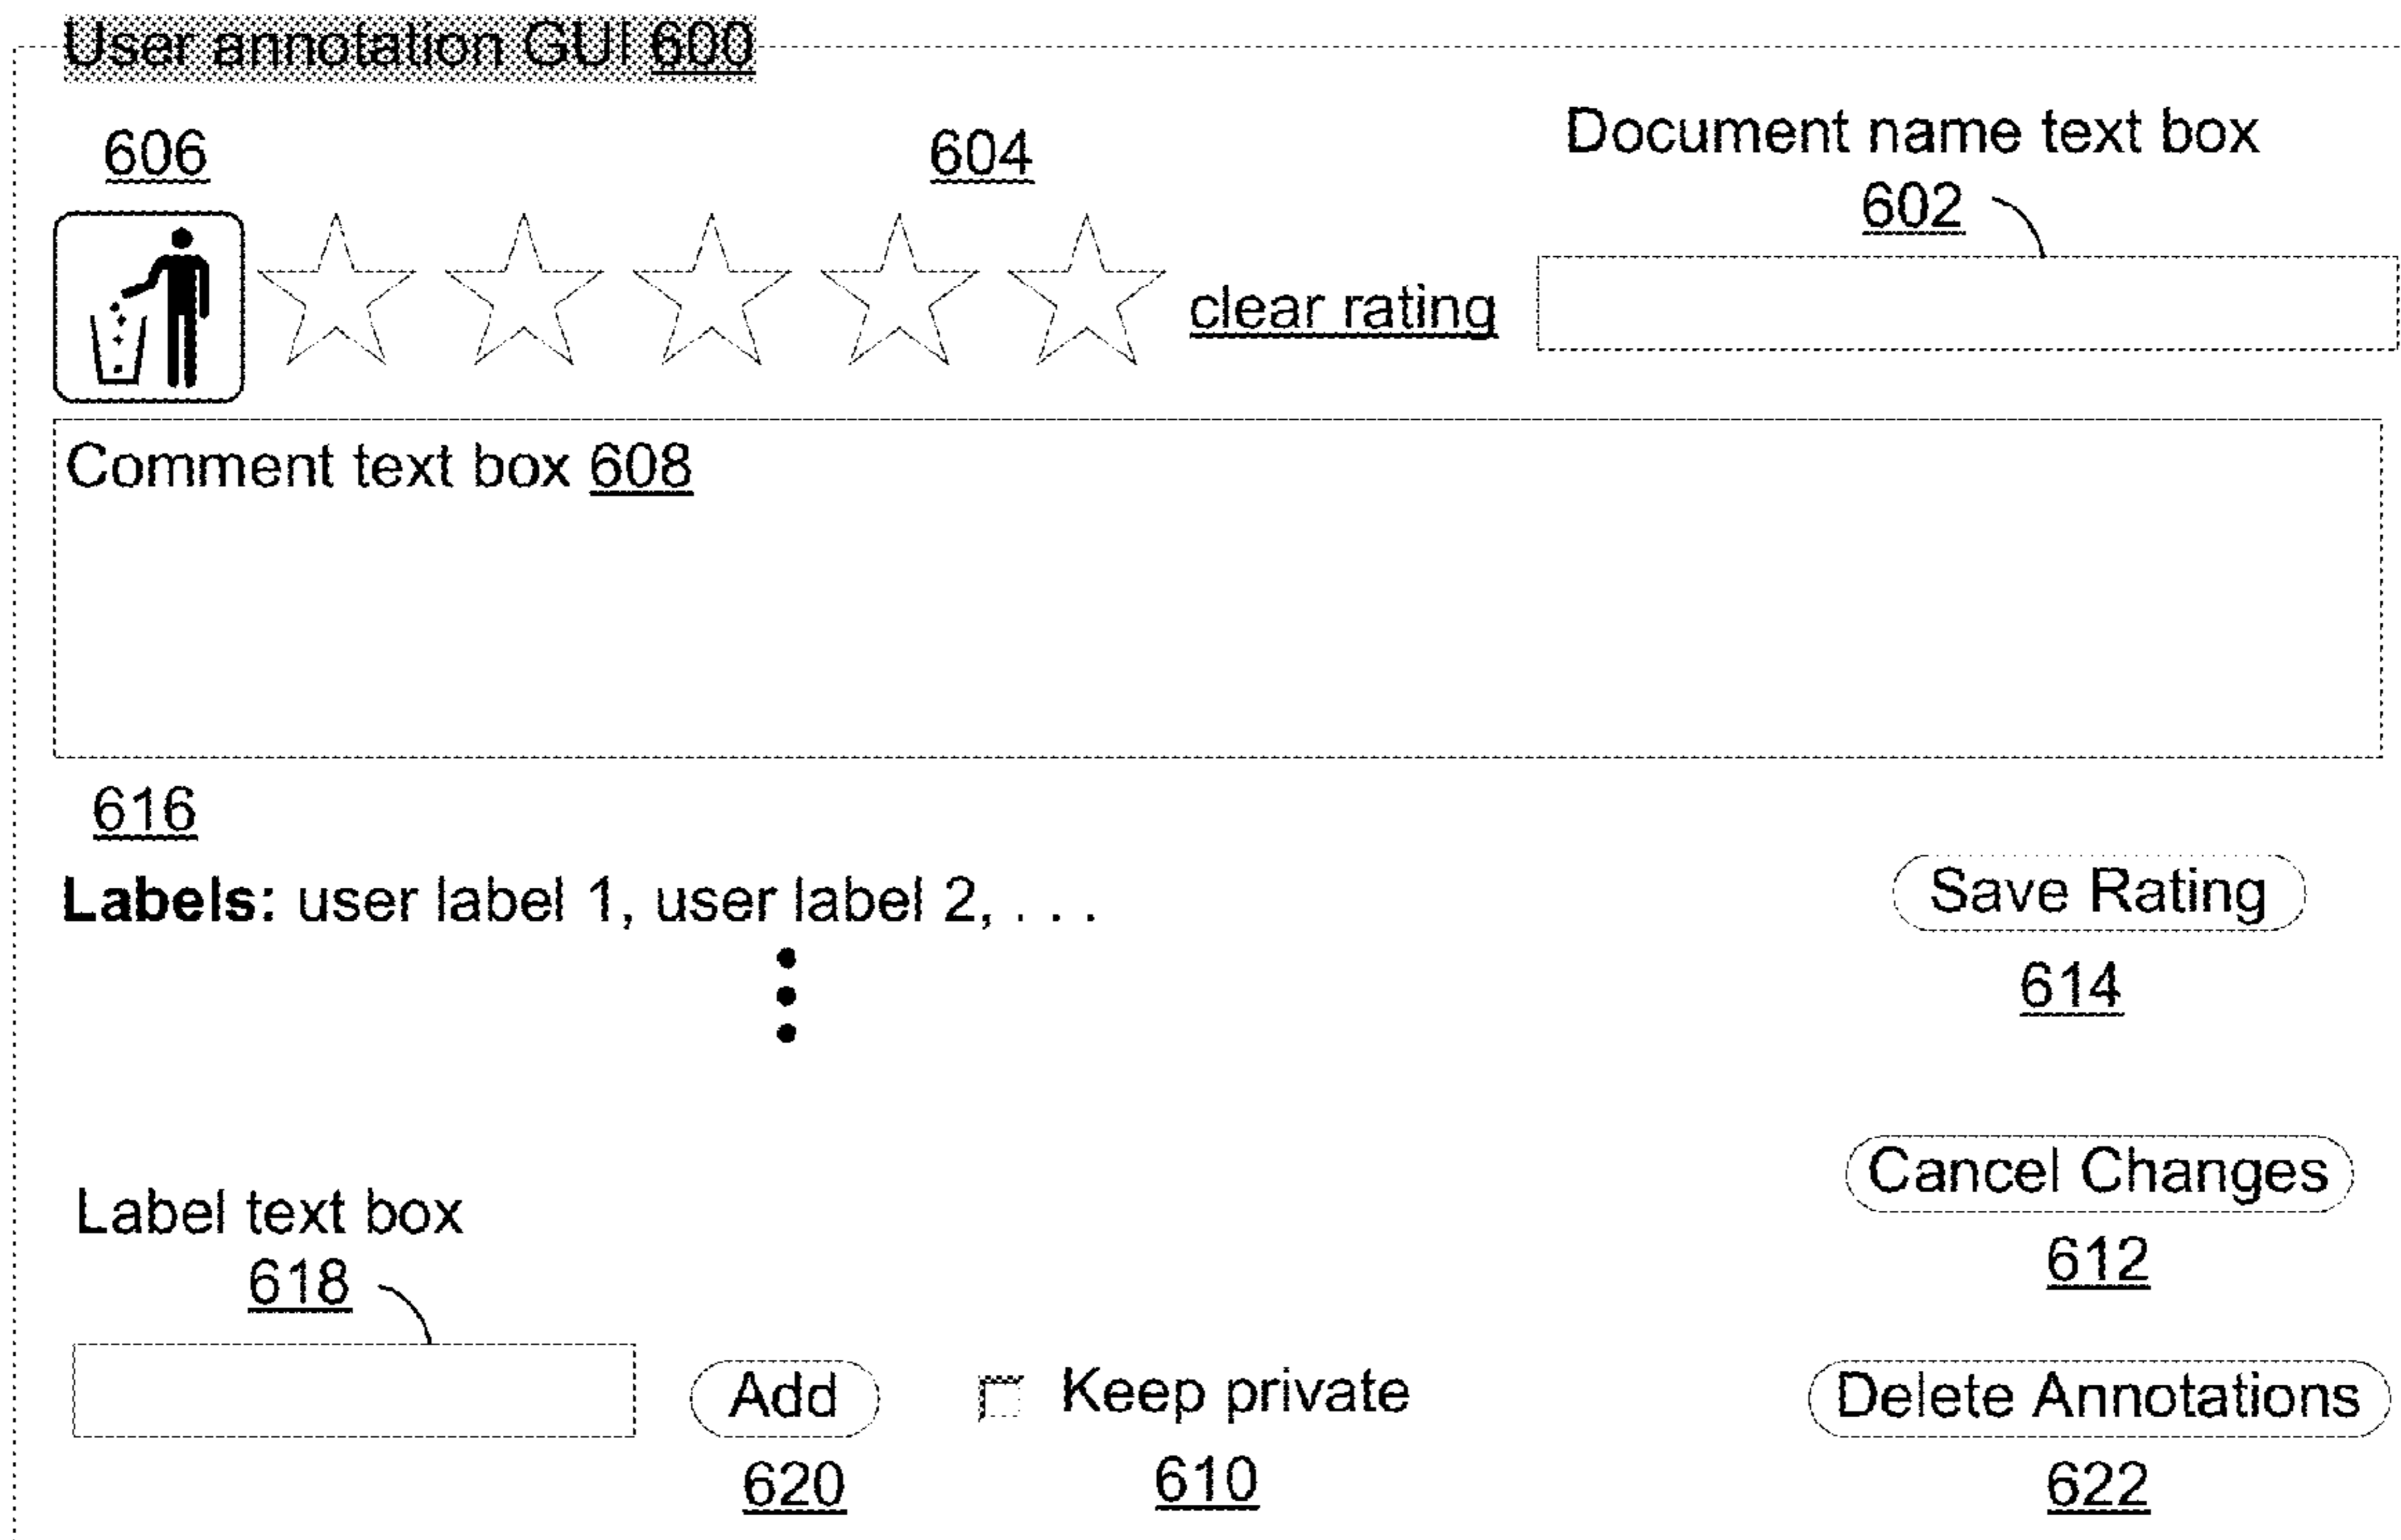 User annotation GUI 600
606
604
Document name text box
602
clear rating
Comment text box 608
616
Labels: user label 1, user label 2, . . .
Save Rating
614
Cancel Changes
612
Label text box
618
Add
Keep private
Delete Annotations
620
610
622